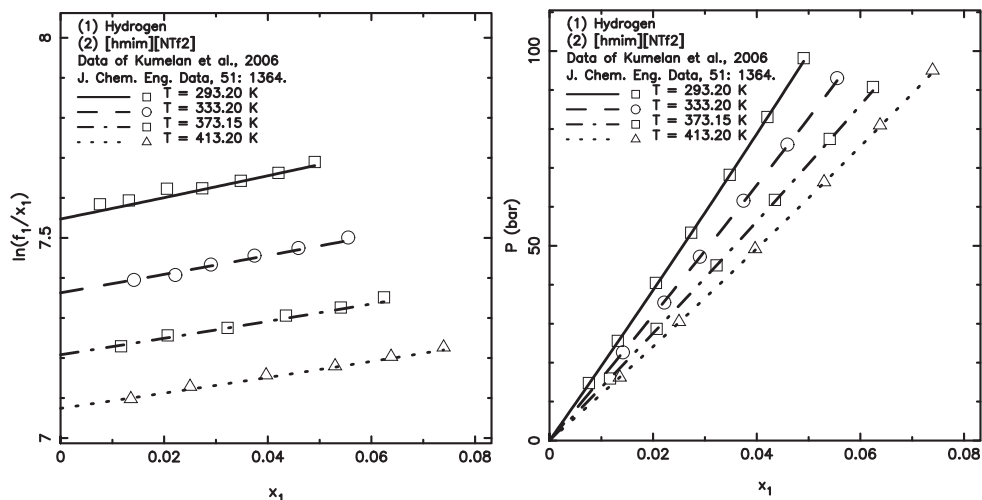 (1) Hydrogen
(2) [hmim][NTf2]
Data of Kumelan et al., 2006
J. Chem. Eng. Data, 51: 1364.
T = 293.20 K
T = 333.20 K
T = 373.15 K
T = 413.20 K
8
7.5
7
ln(f₁/x₁)
0 0.02 0.04 0.06 0.08
x₁
(1) Hydrogen
(2) [hmim][NTf2]
Data of Kumelan et al., 2006
J. Chem. Eng. Data, 51: 1364.
T = 293.20 K
T = 333.20 K
T = 373.15 K
T = 413.20 K
100
50
0
P (bar)
0 0.02 0.04 0.06 0.08
x₁